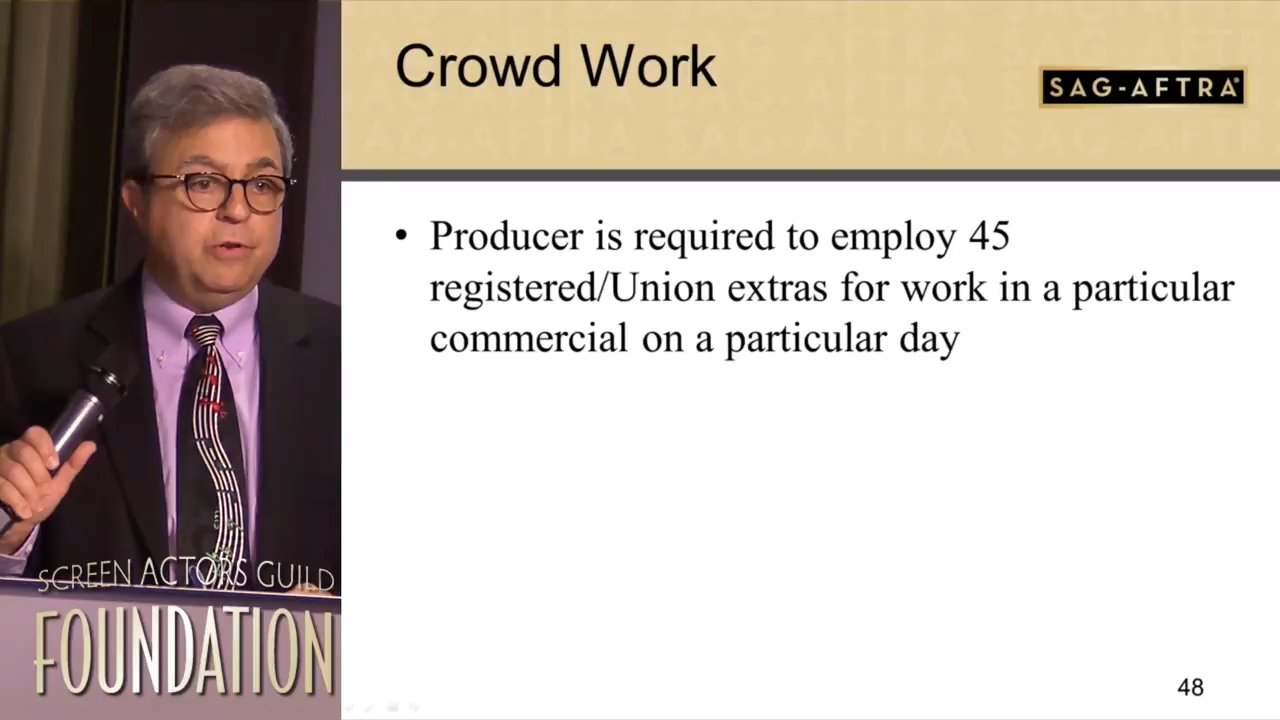 Crowd Work
SAG-AFTRA®
• Producer is required to employ 45
registered/Union extras for work in a particular
commercial on a particular day
48
SCREEN ACTORS GUILD
FOUNDATION